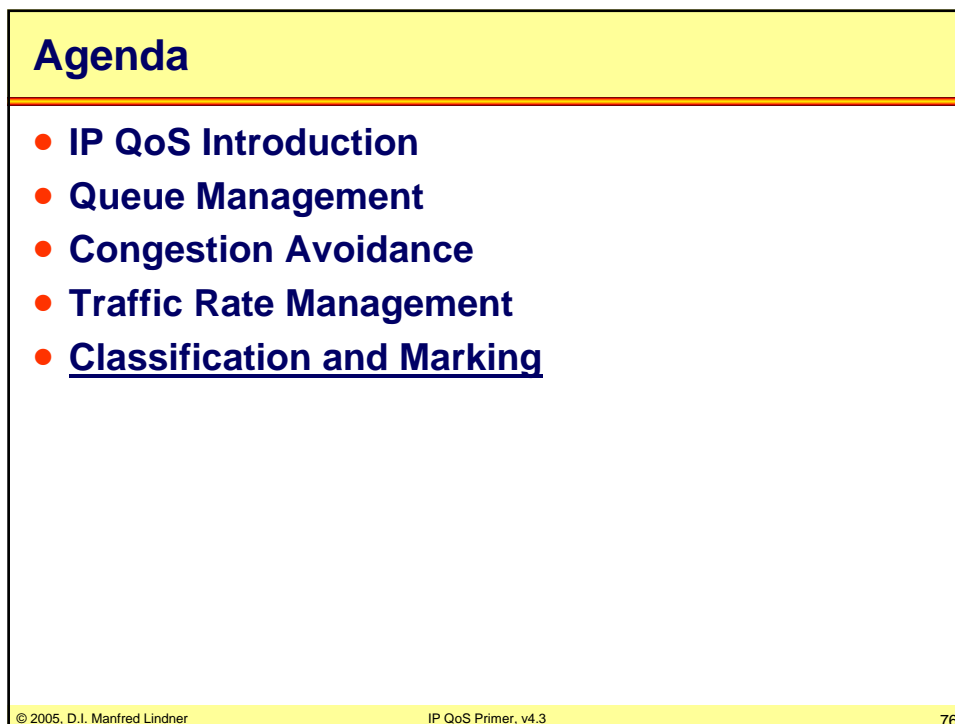 Agenda
• IP QoS Introduction
• Queue Management
• Congestion Avoidance
• Traffic Rate Management
• Classification and Marking
© 2005, D.I. Manfred Lindner IP QoS Primer, v4.3 76